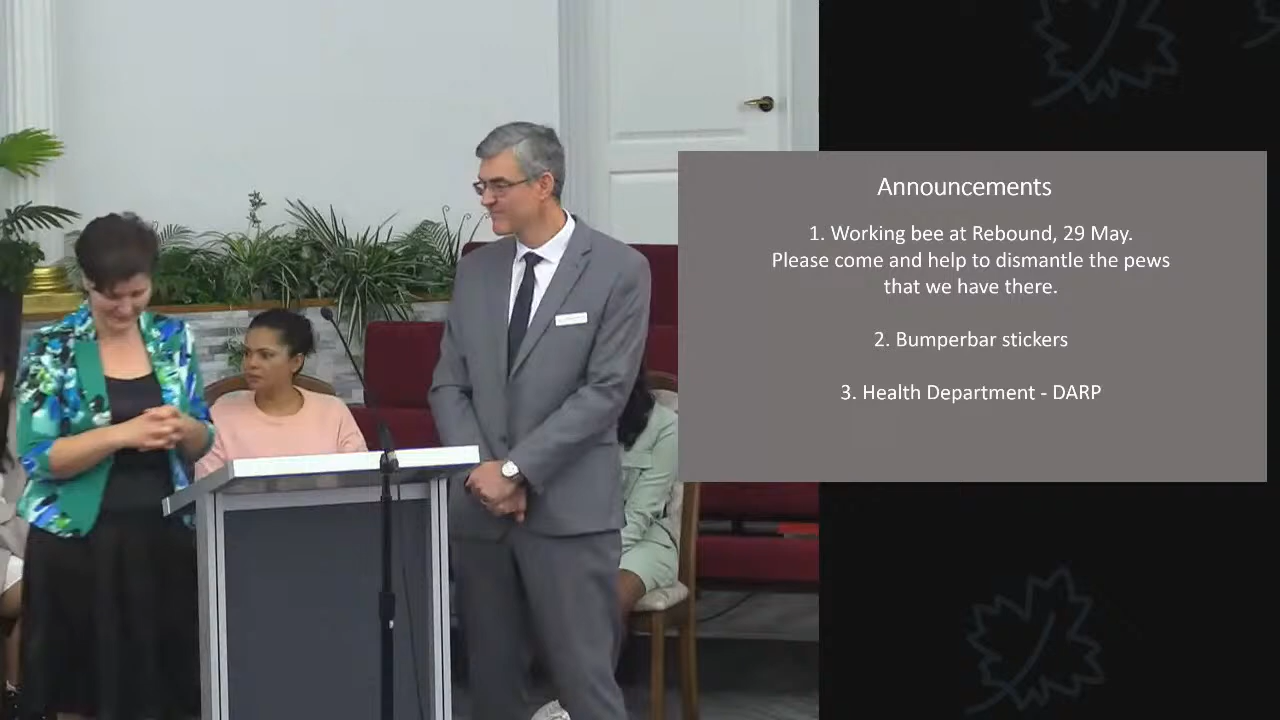 Announcements
1. Working bee at Rebound, 29 May.
Please come and help to dismantle the pews
that we have there.
2. Bumperbar stickers
3. Health Department - DARP